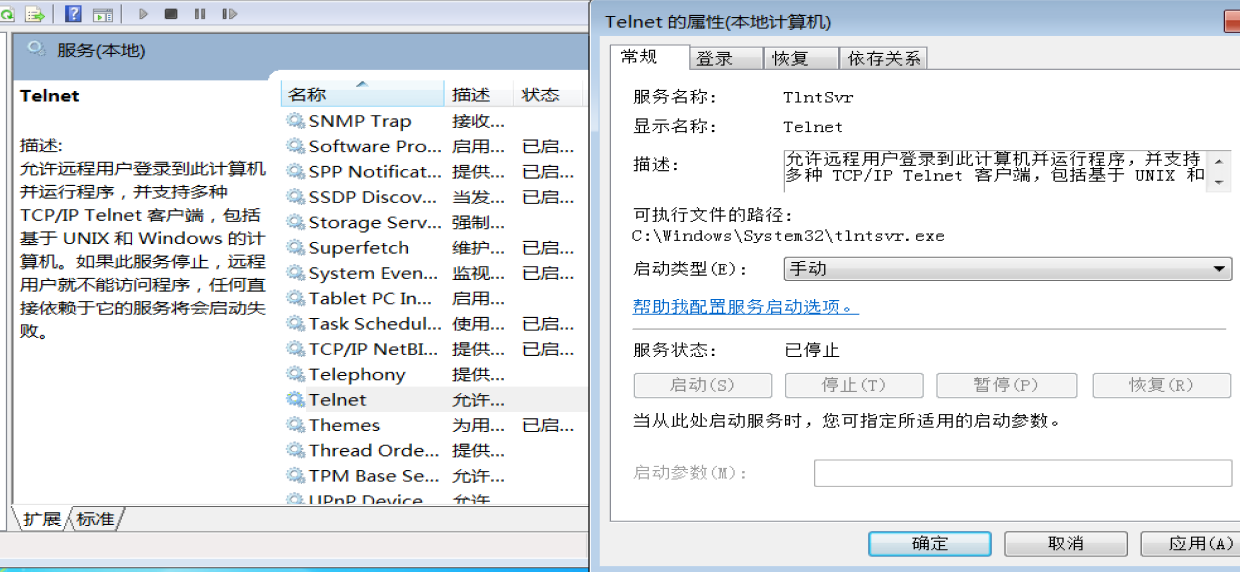 服务(本地)
Telnet
描述:
允许远程用户登录到此计算机
并运行程序，并支持多种
TCP/IP Telnet 客户端，包括
基于 UNIX 和 Windows 的计
算机。如果此服务停止，远程
用户就不能访问程序，任何直
接依赖于它的服务将会启动失
败。
名称 描述 状态
SNMP Trap 接收...
Software Pro... 启用... 已启...
SPP Notificat... 提供... 已启...
SSDP Discov... 当发... 已启...
Storage Serv... 强制...
Superfetch 维护... 已启...
System Even... 监视... 已启...
Tablet PC In... 启用...
Task Schedul... 使用... 已启...
TCP/IP NetBI... 提供... 已启...
Telephony 提供...
Telnet 允许...
Themes 为用... 已启...
Thread Orde... 提供...
TPM Base Se... 允许...
UPnP Device 允许
扩展 标准
Telnet 的属性(本地计算机)
常规 登录 恢复 依存关系
服务名称: TlntSvr
显示名称: Telnet
描述: 允许远程用户登录到此计算机并运行程序，并支持
多种 TCP/IP Telnet 客户端，包括基于 UNIX 和
可执行文件的路径:
C:\Windows\System32\tlntsvr.exe
启动类型(E): 手动
帮助我配置服务启动选项。
服务状态: 已停止
启动(S) 停止(T) 暂停(P) 恢复(R)
当从此处启动服务时，您可指定所适用的启动参数。
启动参数(M):
确定 取消 应用(A)